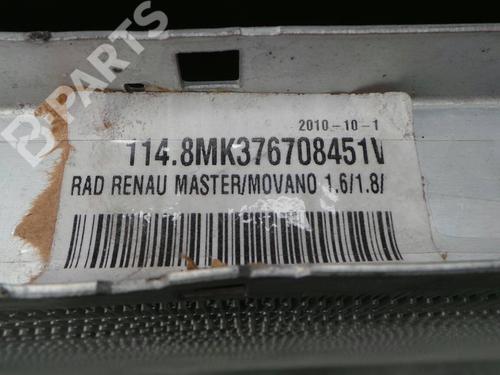 B-PARTS
2010-10-1
114.8MK376708451V
RAD RENAU MASTER/MOVANO 1.6/1.8/